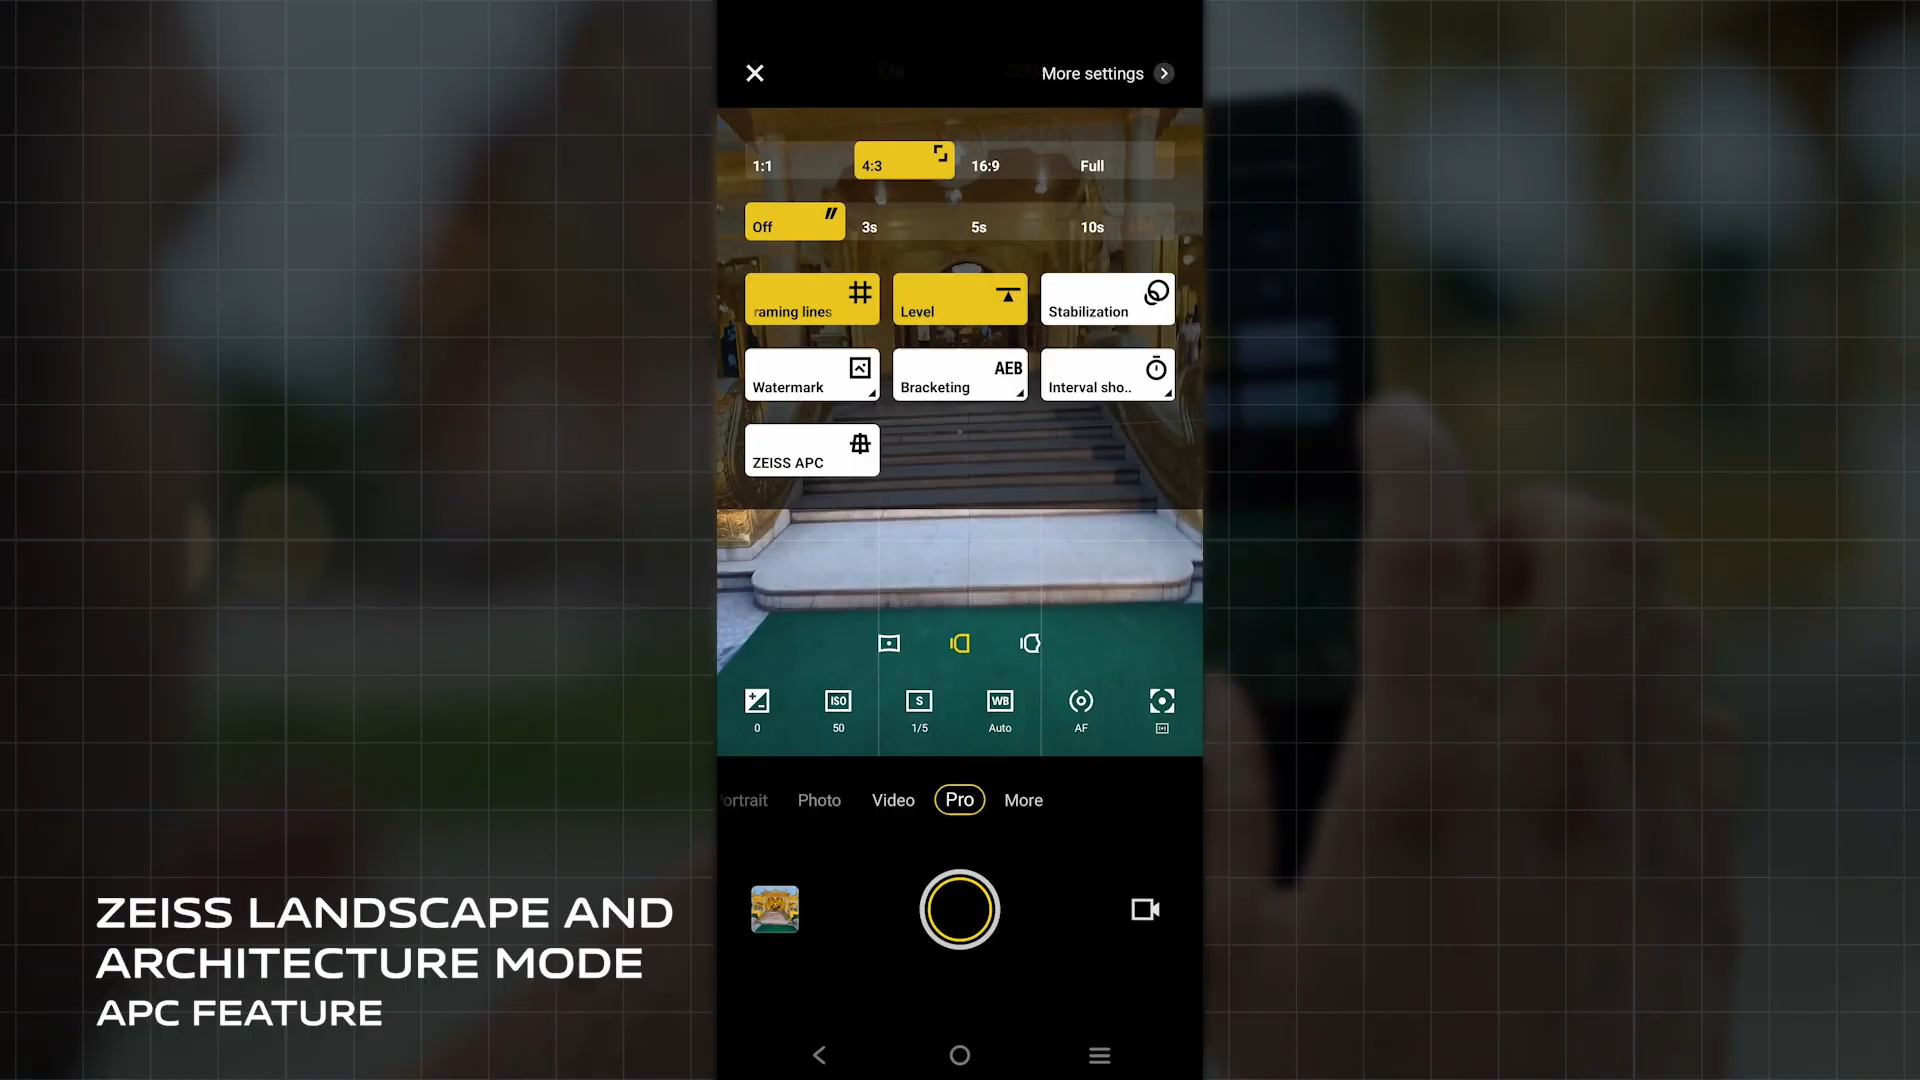 More settings
1:1
4:3
16:9
Full
Off
3s
5s
10s
raming lines
Level
Stabilization
Watermark
AEB
Bracketing
Interval sho..
ZEISS APC
ISO
S
WB
0
50
1/5
Auto
AF
ortrait
Photo
Video
Pro
More
ZEISS LANDSCAPE AND
ARCHITECTURE MODE
APC FEATURE